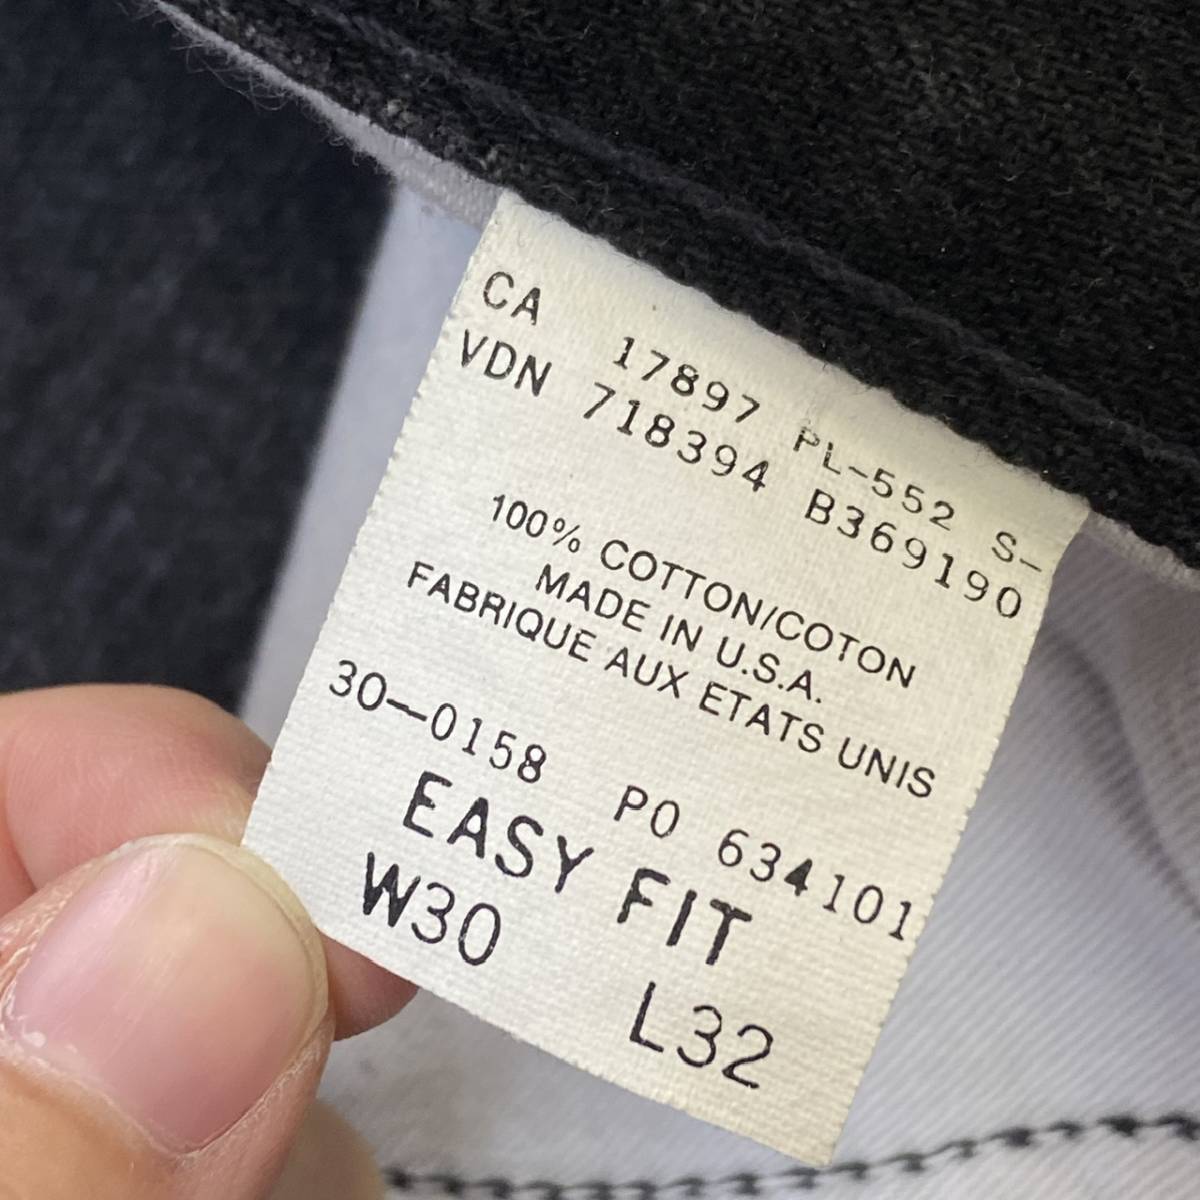 CA 17897 PL-552 S-
VDN 718394 B369190
100% COTTON/COTON
MADE IN U.S.A.
FABRIQUE AUX ETATS UNIS
30-0158 PO 634101
EASY FIT
W30 L32